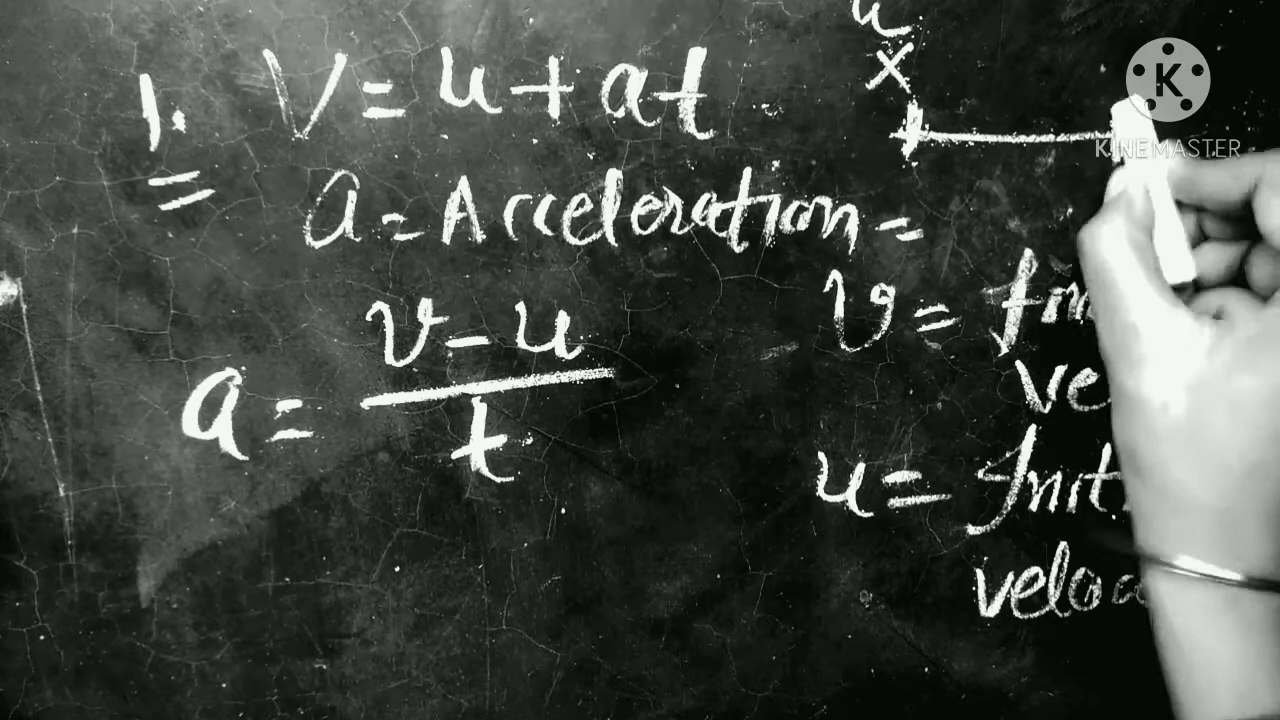 u
x
1. V = u + at
a = Acceleration =
v = fin
ve
a = v - u
t
u = Init
veloc
K
KINEMASTER